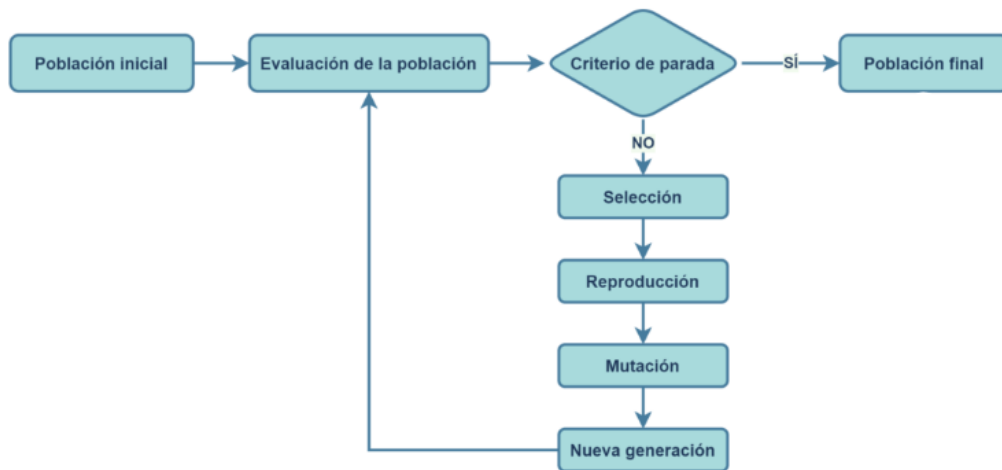 Población inicial
Evaluación de la población
Criterio de parada
SÍ
Población final
NO
Selección
Reproducción
Mutación
Nueva generación